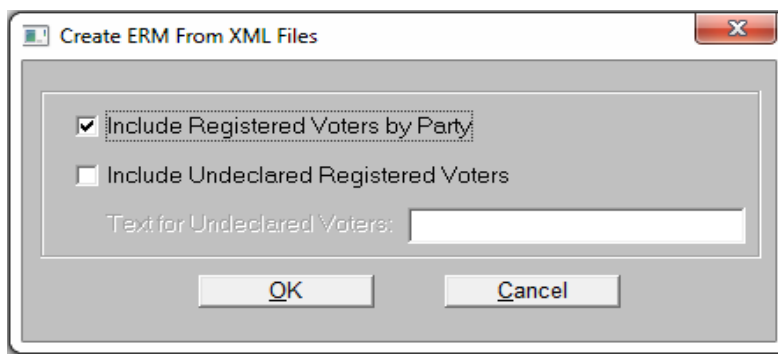 Create ERM From XML Files
Include Registered Voters by Party
Include Undeclared Registered Voters
Text for Undeclared Voters:
OK Cancel